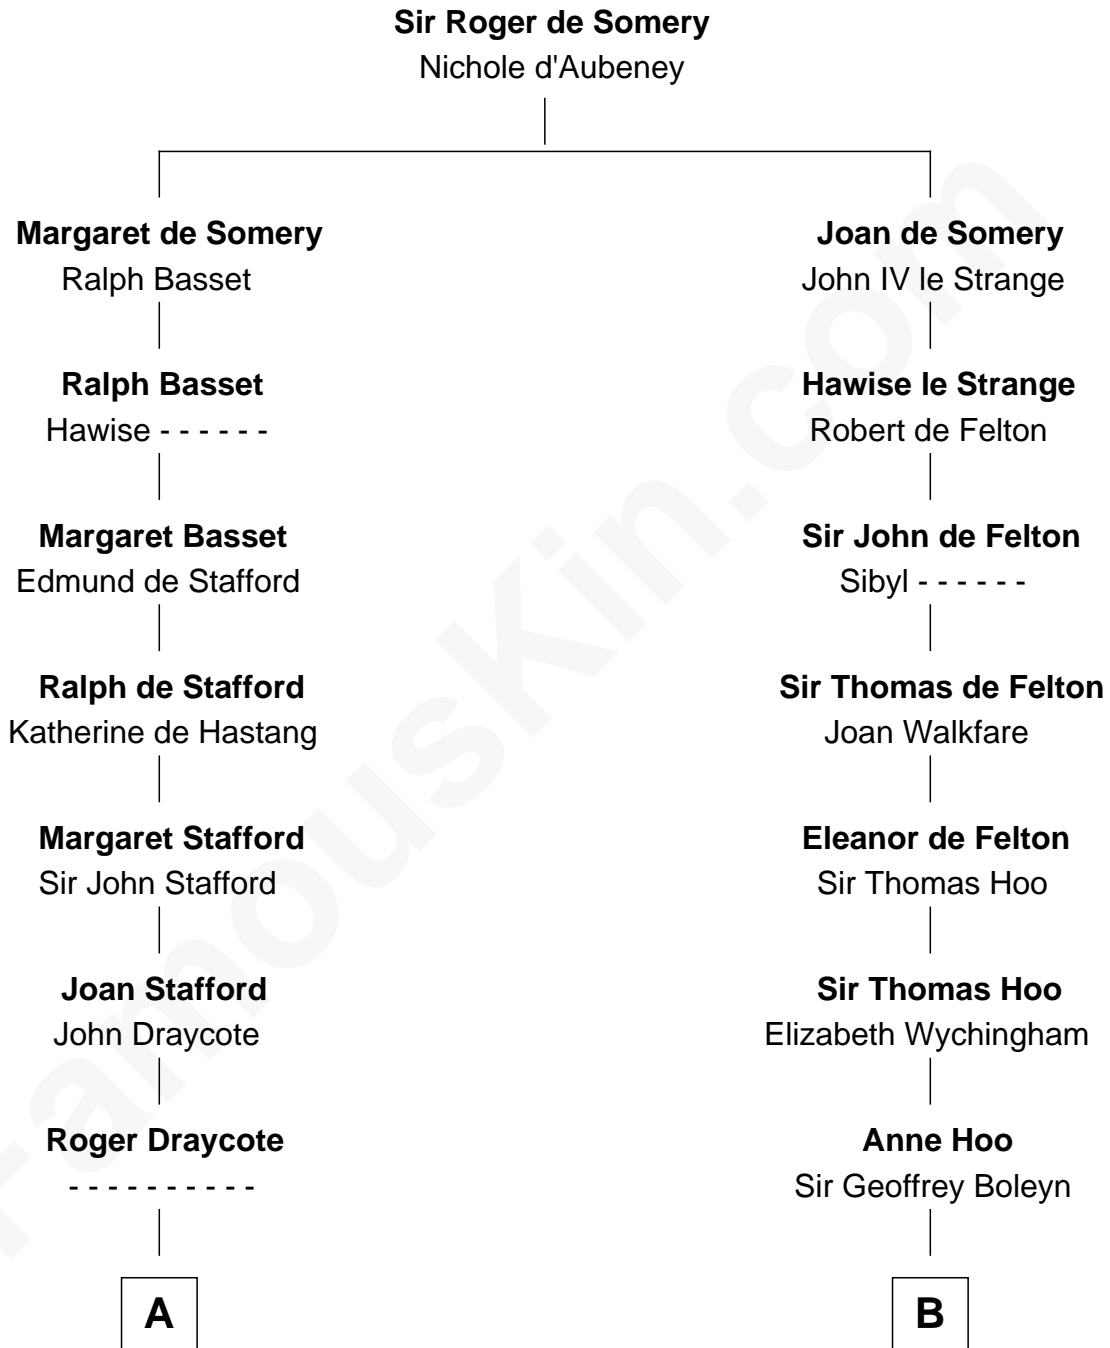 Sir Roger de Somery
Nichole d'Aubeney
Margaret de Somery
Ralph Basset
Joan de Somery
John IV le Strange
Ralph Basset
Hawise - - - - - -
Hawise le Strange
Robert de Felton
Margaret Basset
Edmund de Stafford
Sir John de Felton
Sibyl - - - - - -
Ralph de Stafford
Katherine de Hastang
Sir Thomas de Felton
Joan Walkfare
Margaret Stafford
Sir John Stafford
Eleanor de Felton
Sir Thomas Hoo
Joan Stafford
John Draycote
Sir Thomas Hoo
Elizabeth Wychingham
Roger Draycote
- - - - - - - - - -
Anne Hoo
Sir Geoffrey Boleyn
A
B
FamousKin.com